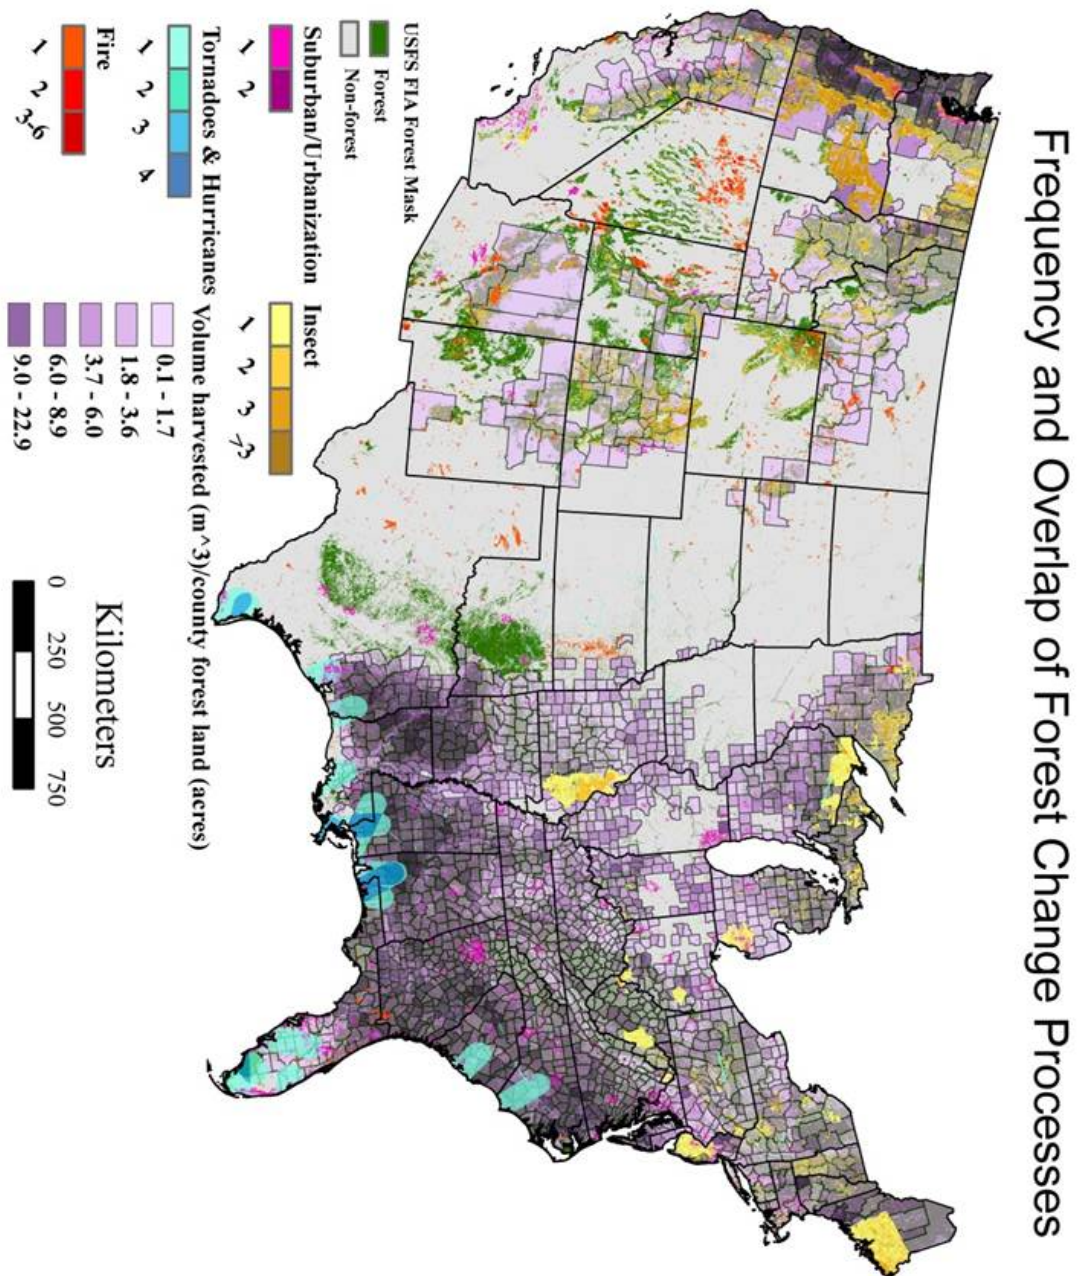 Frequency and Overlap of Forest Change Processes
USFS FIA Forest Mask
Forest
Non-forest
Suburban/Urbanization
1 2
Insect
1 2 3 >3
Tornadoes & Hurricanes
1 2 3 4
Fire
1 2 3-6
Volume harvested (m^3)/county forest land (acres)
0.1 - 1.7
1.8 - 3.6
3.7 - 6.0
6.0 - 8.9
9.0 - 22.9
Kilometers
0 250 500 750